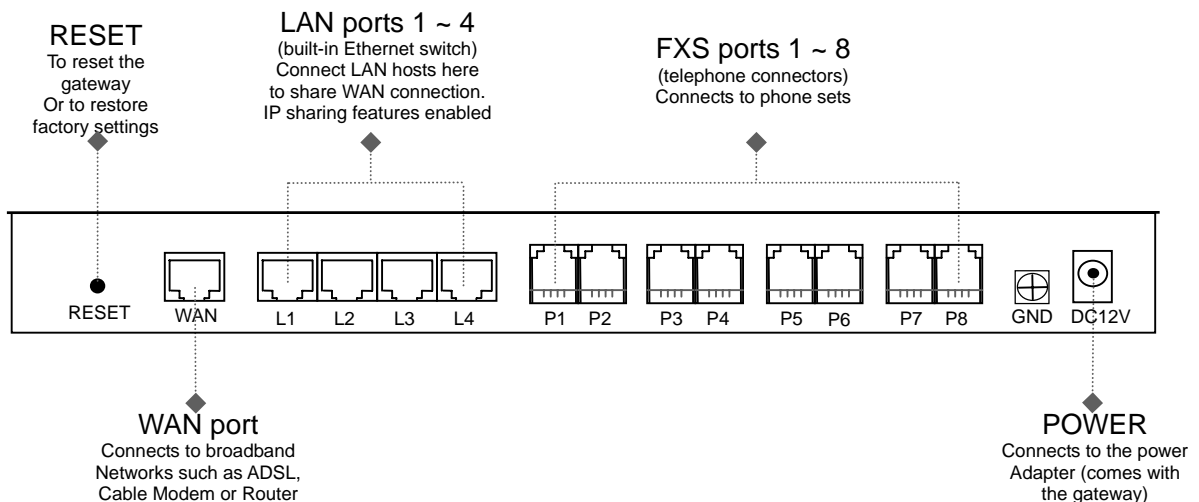 RESET
To reset the
gateway
Or to restore
factory settings
LAN ports 1 ~ 4
(built-in Ethernet switch)
Connect LAN hosts here
to share WAN connection.
IP sharing features enabled
FXS ports 1 ~ 8
(telephone connectors)
Connects to phone sets
RESET
WAN
L1
L2
L3
L4
P1
P2
P3
P4
P5
P6
P7
P8
GND
DC12V
WAN port
Connects to broadband
Networks such as ADSL,
Cable Modem or Router
POWER
Connects to the power
Adapter (comes with
the gateway)